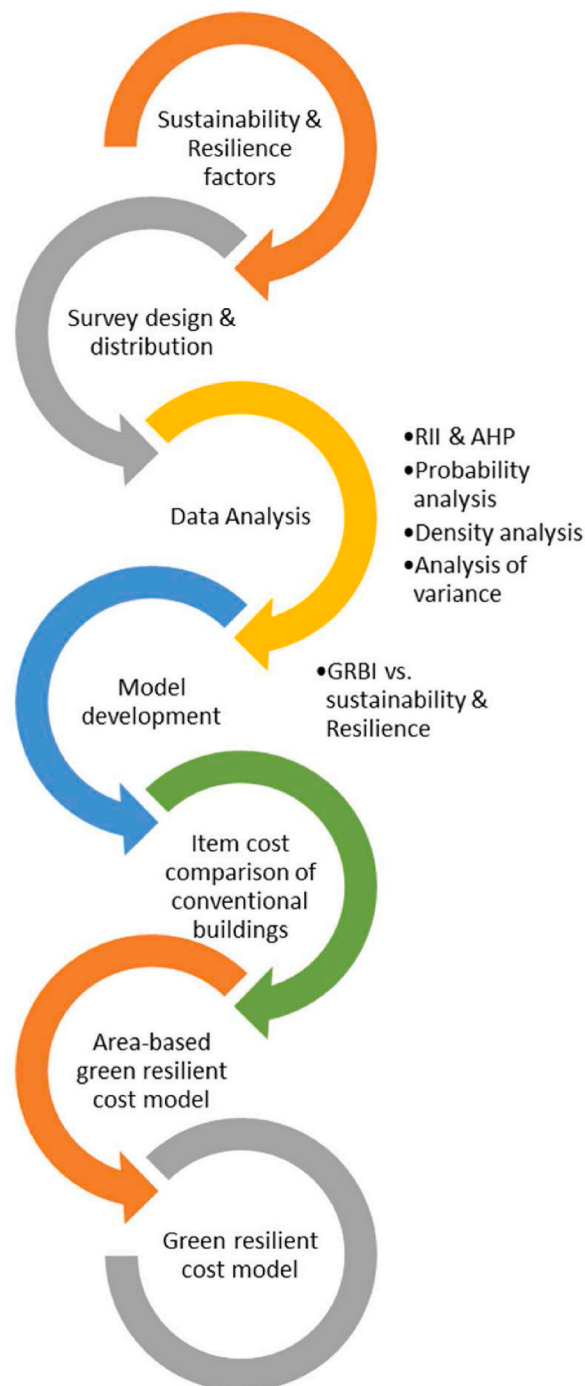 Sustainability &
Resilience
factors
Survey design &
distribution
Data Analysis
•RII & AHP
•Probability
analysis
•Density analysis
•Analysis of
variance
Model
development
•GRBI vs.
sustainability &
Resilience
Item cost
comparison of
conventional
buildings
Area-based
green resilient
cost model
Green resilient
cost model